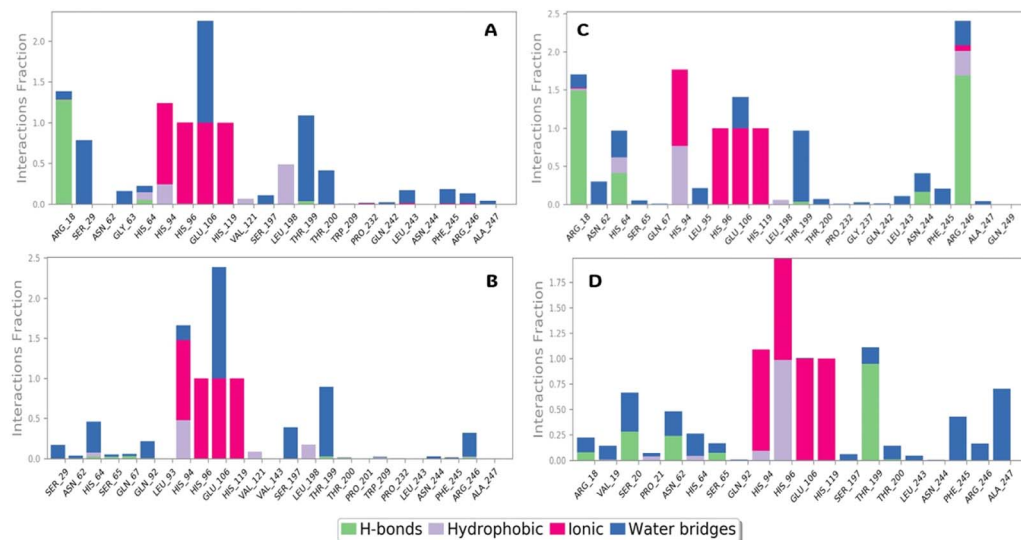 A
Interactions Fraction
2.0
1.5
1.0
0.5
0.0
ARG_18
SER_29
ASN_62
GLY_63
HIS_64
HIS_94
HIS_96
GLU_106
HIS_119
VAL_121
SER_197
LEU_198
THR_199
THR_200
TRP_209
PRO_232
GLN_242
LEU_243
ASN_244
PHE_245
ARG_246
ALA_247
C
Interactions Fraction
2.5
2.0
1.5
1.0
0.5
0.0
ARG_18
ASN_62
HIS_64
SER_65
GLN_67
HIS_94
LEU_95
HIS_96
GLU_106
HIS_119
LEU_198
THR_199
THR_200
PRO_232
GLY_237
GLN_242
LEU_243
ASN_244
PHE_245
ARG_246
ALA_247
GLN_249
B
Interactions Fraction
2.5
2.0
1.5
1.0
0.5
0.0
SER_29
ASN_62
HIS_64
SER_65
GLN_67
GLN_92
LEU_93
HIS_94
HIS_96
GLU_106
HIS_119
VAL_121
VAL_143
SER_197
LEU_198
THR_199
THR_200
PRO_201
TRP_209
PRO_232
LEU_243
ASN_244
PHE_245
ARG_246
ALA_247
D
Interactions Fraction
1.75
1.50
1.25
1.00
0.75
0.50
0.25
0.00
ARG_18
VAL_19
SER_20
PRO_21
ASN_62
HIS_64
SER_65
GLN_92
HIS_94
HIS_96
GLU_106
HIS_119
SER_197
THR_199
THR_200
LEU_241
ASN_244
PHE_245
ARG_246
ALA_247
H-bonds Hydrophobic Ionic Water bridges